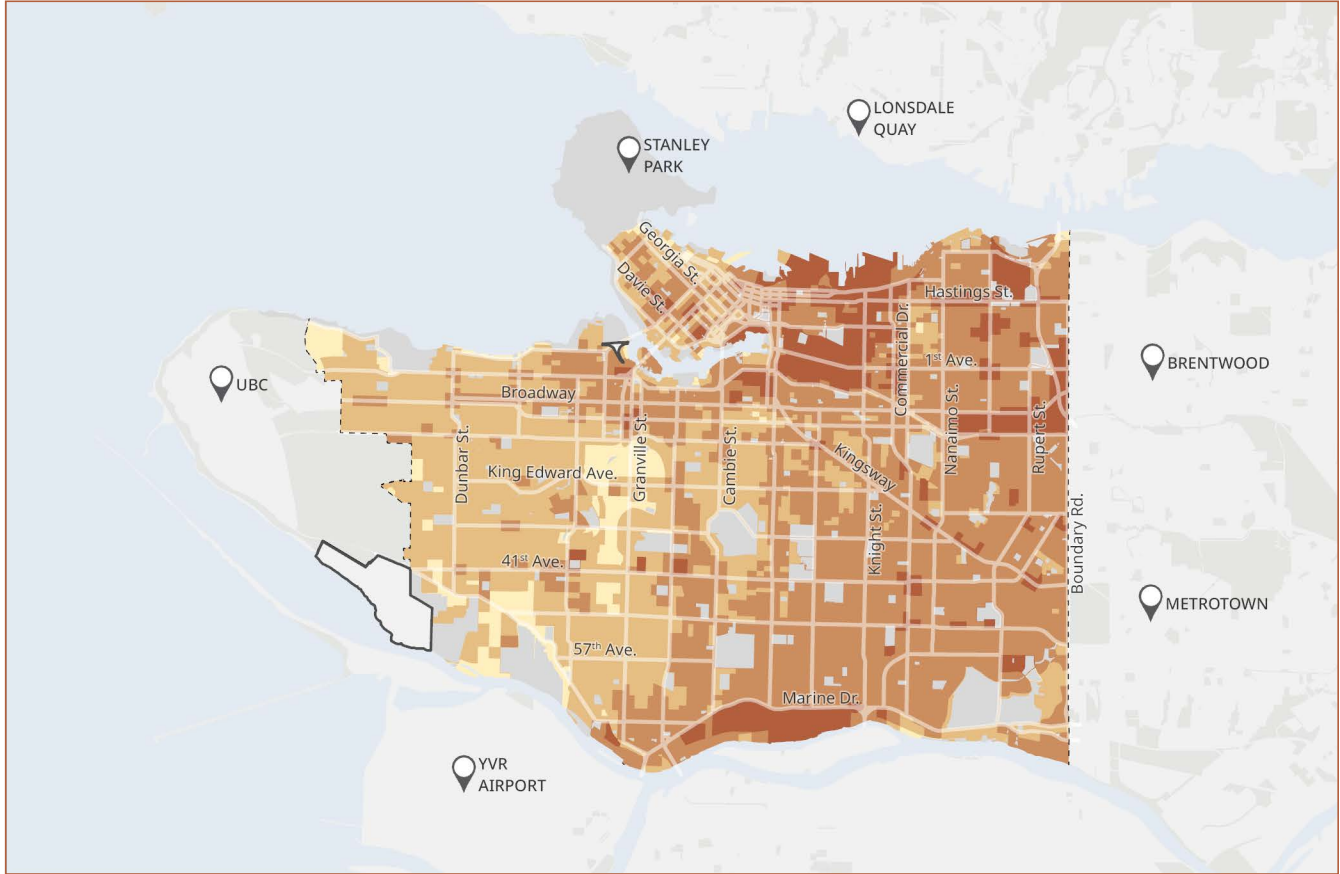 LONSDALE
QUAY
STANLEY
PARK
Georgia St.
Davie St.
Hastings St.
Commercial Dr.
1st Ave.
BRENTWOOD
UBC
Broadway
Nanaimo St.
Rupert St.
Dunbar St.
King Edward Ave.
Granville St.
Cambie St.
Kingsway
Knight St.
Boundary Rd.
41st Ave.
METROTOWN
57th Ave.
Marine Dr.
YVR
AIRPORT